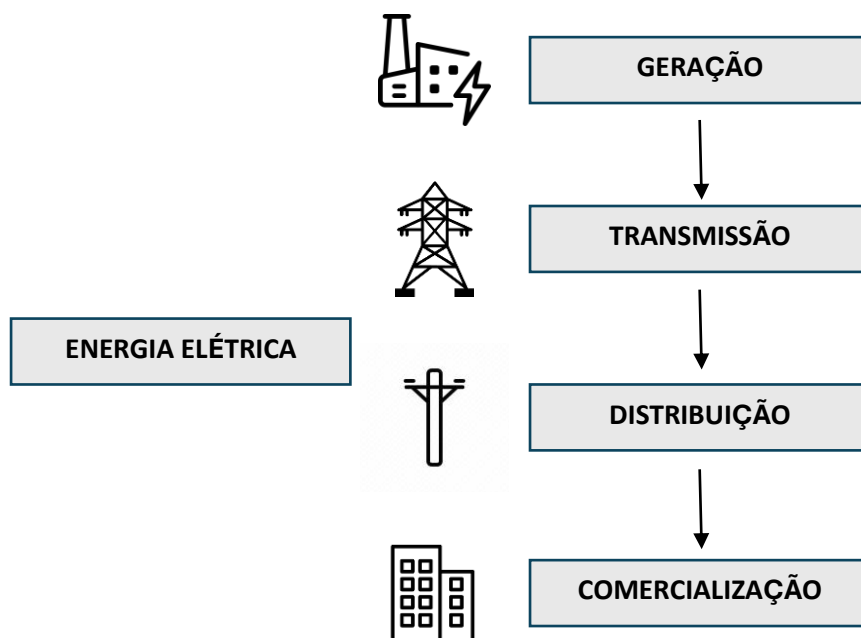 GERAÇÃO
TRANSMISSÃO
ENERGIA ELÉTRICA
DISTRIBUIÇÃO
COMERCIALIZAÇÃO